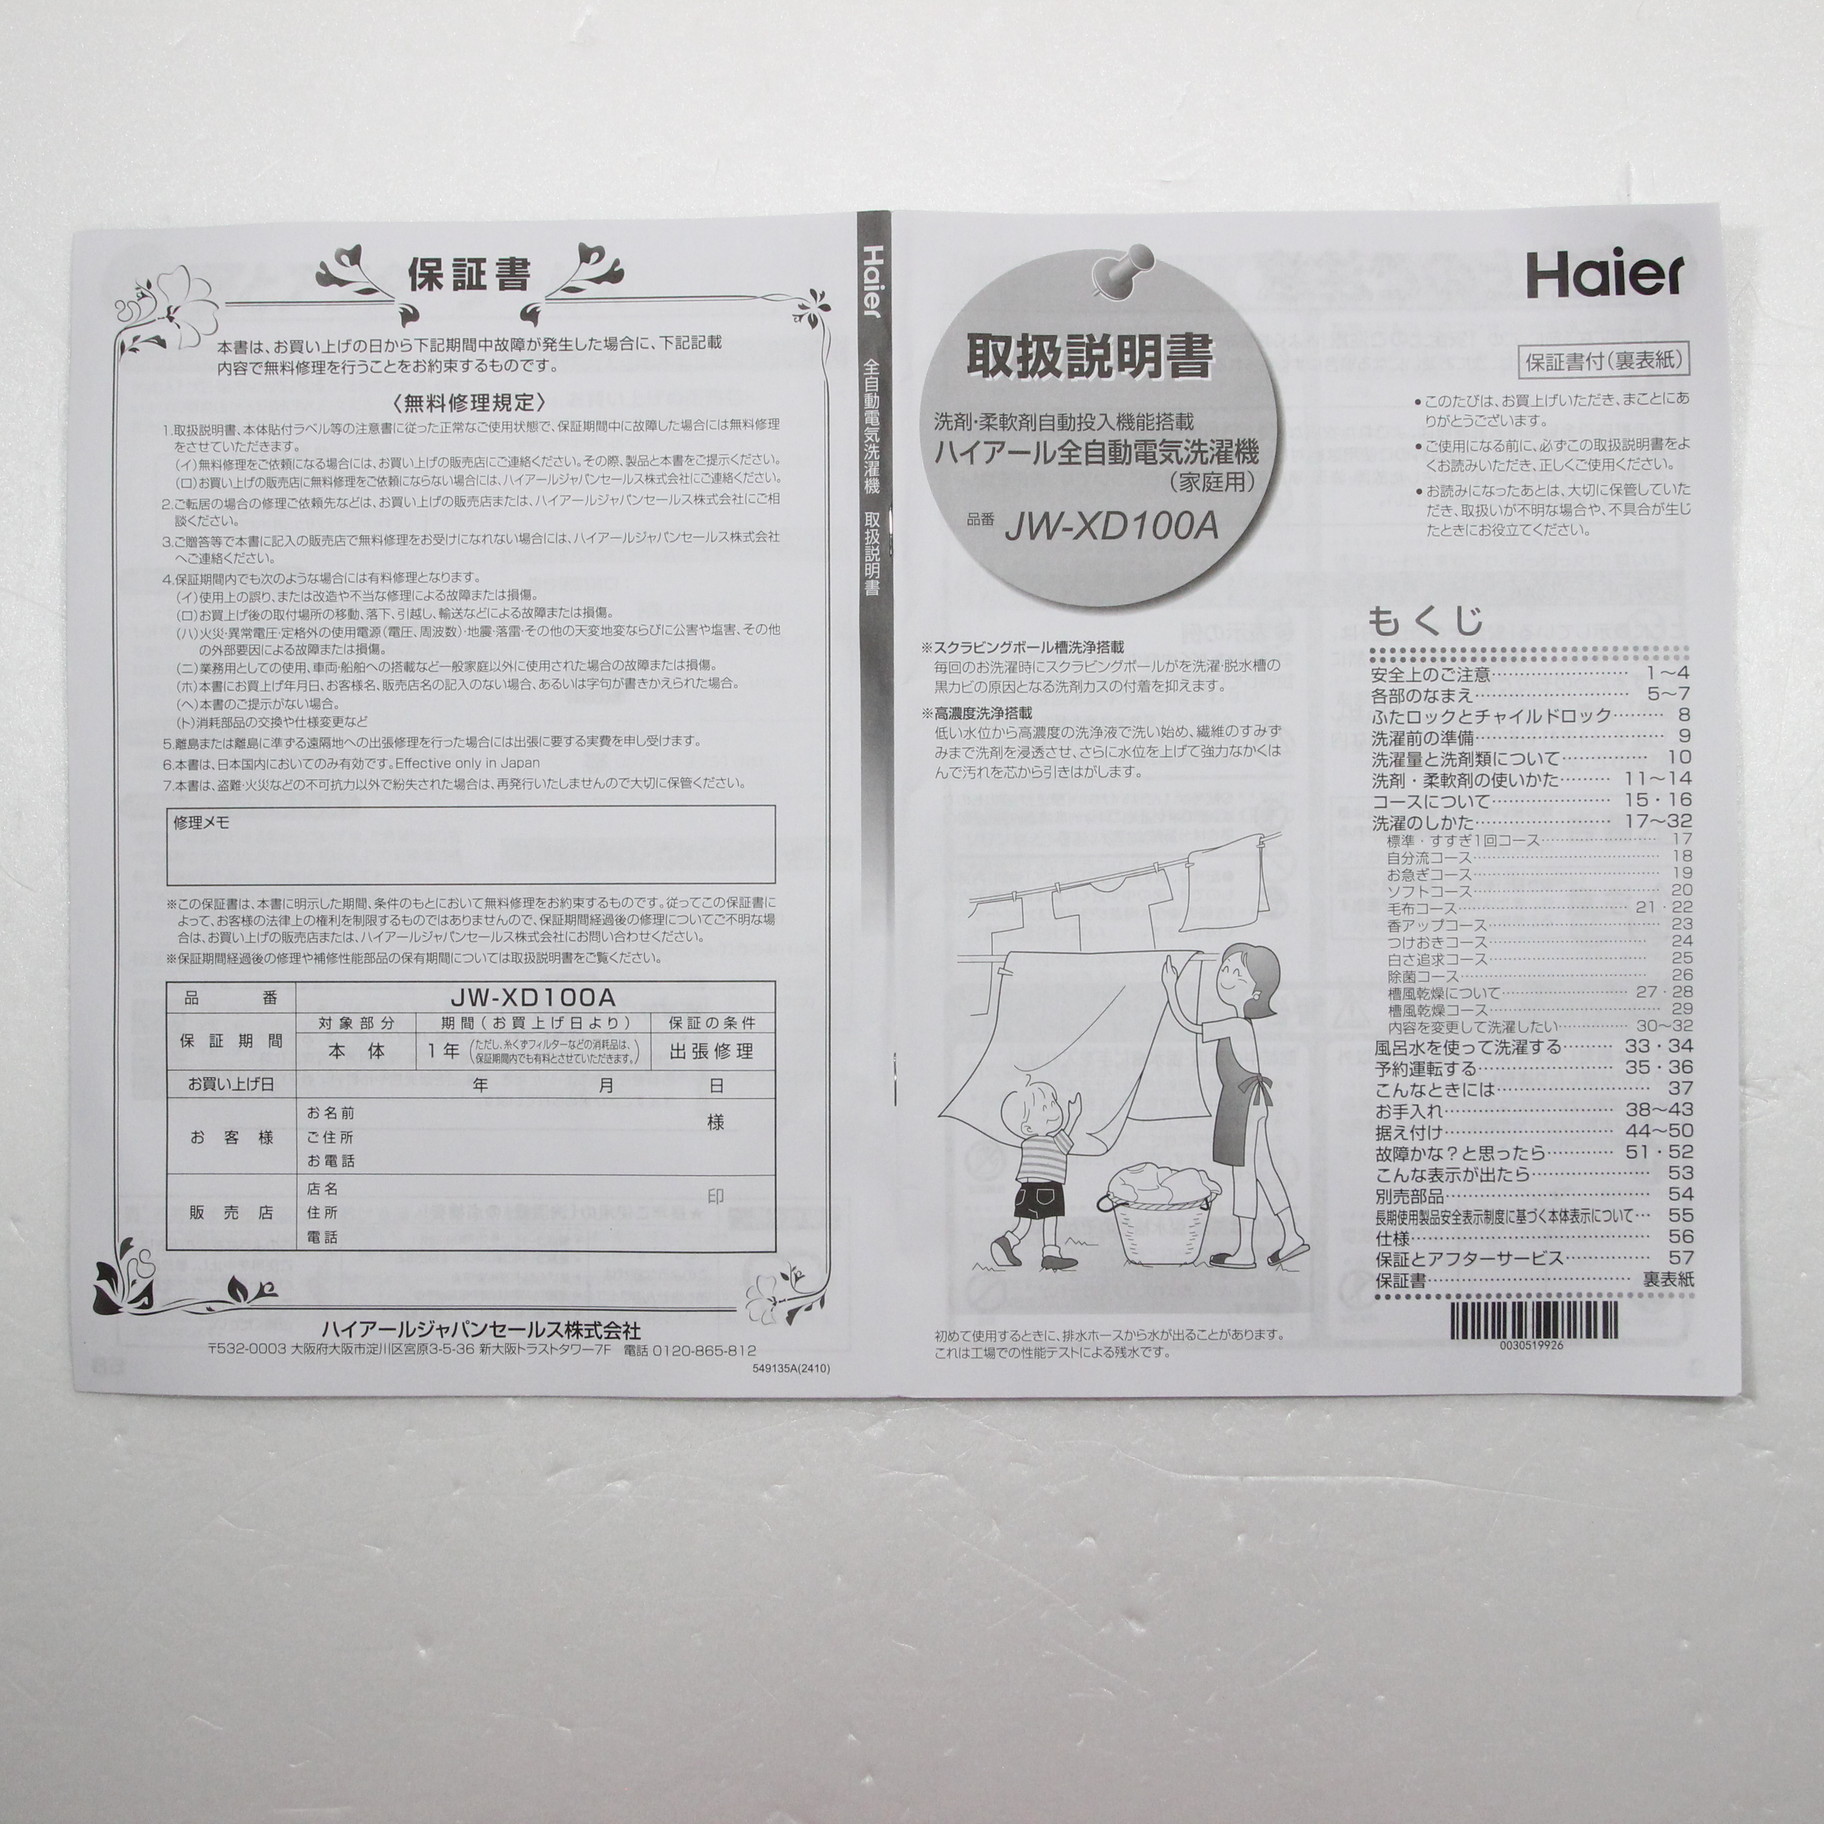 保証書
本書は、お買い上げの日から下記期間中故障が発生した場合に、下記記載
内容で無料修理を行うことをお約束するものです。
〈無料修理規定〉
1.取扱説明書、本体貼付ラベル等の注意書に従った正常なご使用状態で、保証期間中に故障した場合には無料修理
をさせていただきます。
(イ)無料修理をご依頼になる場合には、お買い上げの販売店にご連絡ください。その際、製品と本書をご提示ください。
(ロ)お買い上げの販売店に無料修理をご依頼にならない場合には、ハイアールジャパンセールス株式会社にご連絡ください。
2.ご転居の場合の修理ご依頼先などは、お買い上げの販売店または、ハイアールジャパンセールス株式会社にご相
談ください。
3.ご贈答等で本書に記入の販売店で無料修理をお受けになれない場合には、ハイアールジャパンセールス株式会社
へご連絡ください。
4.保証期間内でも次のような場合には有料修理となります。
(イ)使用上の誤り、または改造や不当な修理による故障または損傷。
(ロ)お買上げ後の取付場所の移動、落下、引越し、輸送などによる故障または損傷。
(ハ)火災・異常電圧・定格外の使用電源(電圧、周波数)・地震・落雷・その他の天変地変ならびに公害や塩害、その他
の外部要因による故障または損傷。
(ニ)業務用としての使用、車両・船舶への搭載など一般家庭以外に使用された場合の故障または損傷。
(ホ)本書にお買上げ年月日、お客様名、販売店名の記入のない場合、あるいは字句が書きかえられた場合。
(ヘ)本書のご提示がない場合。
(ト)消耗部品の交換や仕様変更など
5.離島または離島に準ずる遠隔地への出張修理を行った場合には出張に要する実費を申し受けます。
6.本書は、日本国内においてのみ有効です。Effective only in Japan
7.本書は、盗難・火災などの不可抗力以外で紛失された場合は、再発行いたしませんので大切に保管ください。
修理メモ
※この保証書は、本書に明示した期間、条件のもとにおいて無料修理をお約束するものです。従ってこの保証書に
よって、お客様の法律上の権利を制限するものではありませんので、保証期間経過後の修理についてご不明な場
合は、お買い上げの販売店または、ハイアールジャパンセールス株式会社にお問い合わせください。
※保証期間経過後の修理や補修性能部品の保有期間については取扱説明書をご覧ください。
品番 JW-XD100A
保証期間 対象部分 期間(お買上げ日より) 保証の条件
本体 1年 (ただし、糸くずフィルターなどの消耗品は、保証期間内でも有料とさせていただきます。) 出張修理
お買い上げ日 年 月 日
お客様 お名前 様
ご住所
お電話
販売店 店名 印
住所
電話
ハイアールジャパンセールス株式会社
〒532-0003 大阪府大阪市淀川区宮原3-5-36 新大阪トラストタワー7F 電話 0120-865-812
549135A(2410)
Haier 全自動電気洗濯機 取扱説明書
Haier
取扱説明書
洗剤・柔軟剤自動投入機能搭載
ハイアール全自動電気洗濯機
(家庭用)
品番 JW-XD100A
保証書付(裏表紙)
●このたびは、お買上げいただき、まことにあ
りがとうございます。
●ご使用になる前に、必ずこの取扱説明書をよ
くお読みいただき、正しくご使用ください。
●お読みになったあとは、大切に保管していた
だき、取扱いが不明な場合や、不具合が生じ
たときにお役立てください。
※スクラビングボール槽洗浄搭載
毎回のお洗濯時にスクラビングボールがを洗濯・脱水槽の
黒カビの原因となる洗剤カスの付着を抑えます。
※高濃度洗浄搭載
低い水位から高濃度の洗浄液で洗い始め、繊維のすみず
みまで洗剤を浸透させ、さらに水位を上げて強力なかくは
んで汚れを芯から引きはがします。
初めて使用するときに、排水ホースから水が出ることがあります。
これは工場での性能テストによる残水です。
もくじ
安全上のご注意 1〜4
各部のなまえ 5〜7
ふたロックとチャイルドロック 8
洗濯前の準備 9
洗濯量と洗剤類について 10
洗剤・柔軟剤の使いかた 11〜14
コースについて 15・16
洗濯のしかた 17〜32
標準・すすぎ1回コース 17
自分流コース 18
お急ぎコース 19
ソフトコース 20
毛布コース 21・22
香アップコース 23
つけおきコース 24
白さ追求コース 25
除菌コース 26
槽風乾燥について 27・28
槽風乾燥コース 29
内容を変更して洗濯したい 30〜32
風呂水を使って洗濯する 33・34
予約運転する 35・36
こんなときには 37
お手入れ 38〜43
据え付け 44〜50
故障かな?と思ったら 51・52
こんな表示が出たら 53
別売部品 54
長期使用製品安全表示制度に基づく本体表示について 55
仕様 56
保証とアフターサービス 57
保証書 裏表紙
0030519926